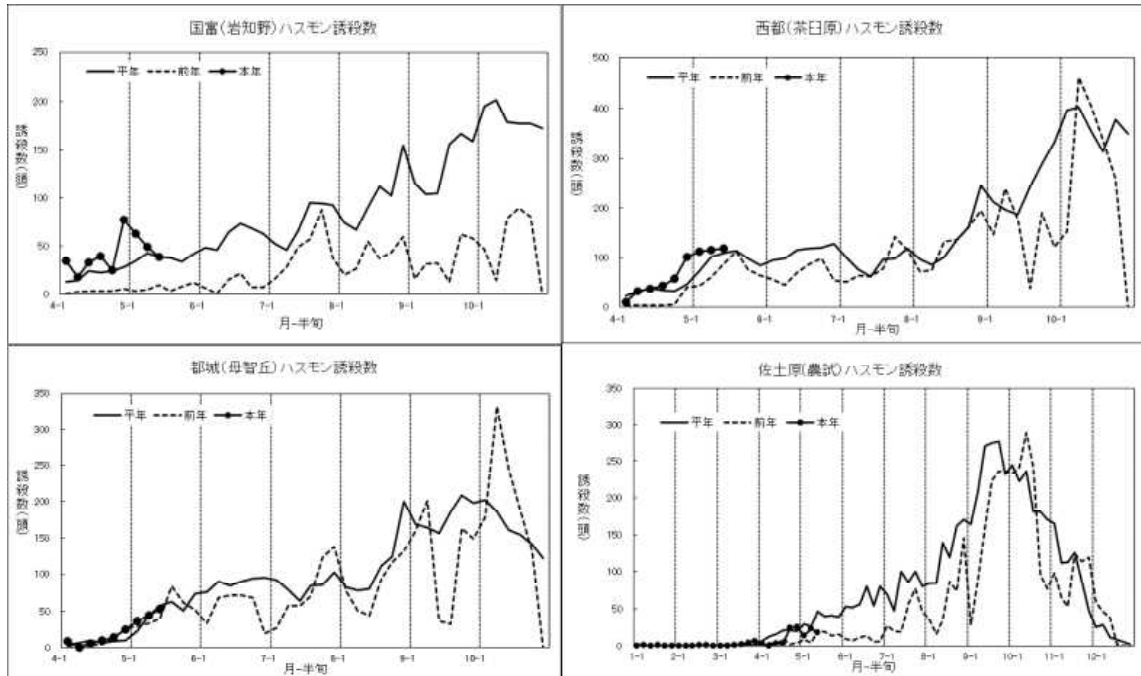 国富(岩知野)ハスモン誘殺数
250
200
150
100
50
0
平年 前年 本年
誘殺数(頭)
4-1 5-1 6-1 7-1 8-1 9-1 10-1
月-半旬
西都(茶臼原)ハスモン誘殺数
500
400
300
200
100
0
平年 前年 本年
誘殺数(頭)
4-1 5-1 6-1 7-1 8-1 9-1 10-1
月-半旬
都城(母智丘)ハスモン誘殺数
350
300
250
200
150
100
50
0
平年 前年 本年
誘殺数(頭)
4-1 5-1 6-1 7-1 8-1 9-1 10-1
月-半旬
佐土原(農試)ハスモン誘殺数
350
300
250
200
150
100
50
0
平年 前年 本年
誘殺数(頭)
1-1 2-1 3-1 4-1 5-1 6-1 7-1 8-1 9-1 10-1 11-1 12-1
月-半旬